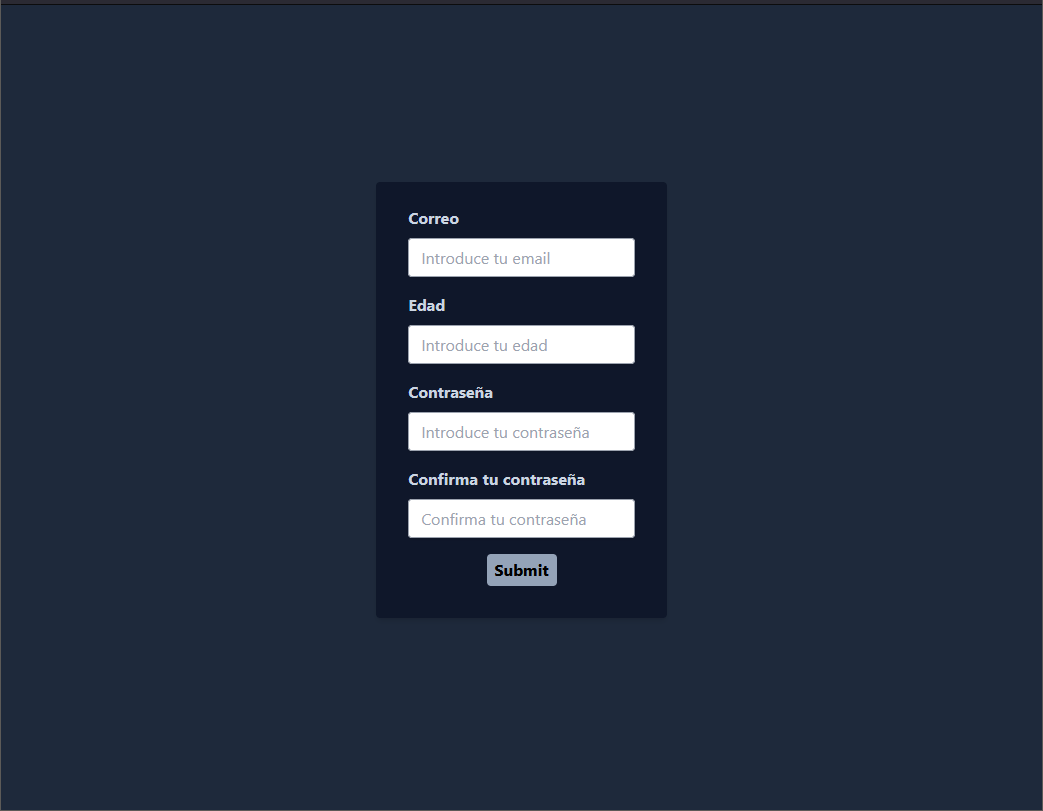 Correo
Introduce tu email
Edad
Introduce tu edad
Contraseña
Introduce tu contraseña
Confirma tu contraseña
Confirma tu contraseña
Submit